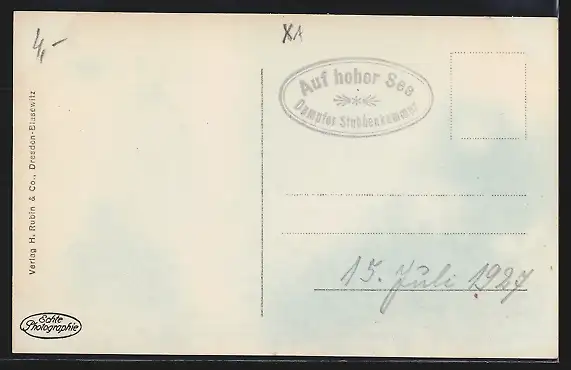 4,-
XA
Auf hoher See
Dampfer Stubbenkammer
Verlag H. Rubin & Co., Dresden-Blasewitz
15. Juli 1927
Echte
Photographie